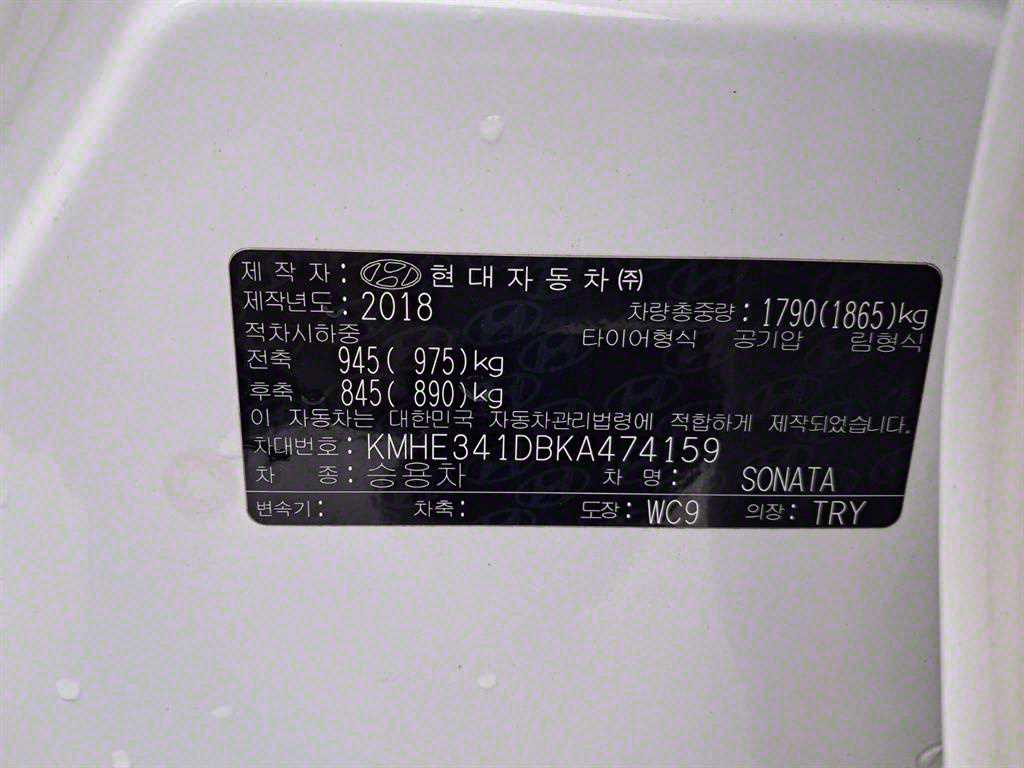 제 작 자 : 현대자동차㈜
제작년도 : 2018 차량총중량 : 1790(1865)kg
적차시하중 타이어형식 공기압 림형식
전축 945( 975)kg
후축 845( 890)kg
이 자동차는 대한민국 자동차관리법령에 적합하게 제작되었습니다.
차대번호 : KMHE341DBKA474159
차 종 : 승용차 차 명 : SONATA
변속기 : 차축 : 도장 : WC9 의장 : TRY